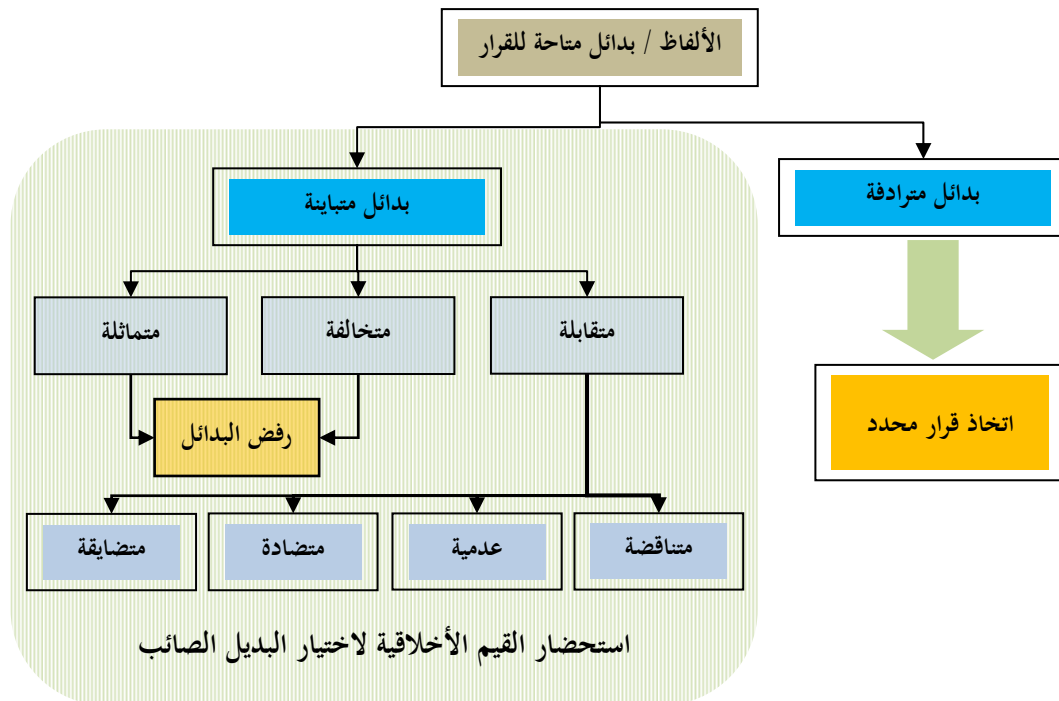 الألفاظ / بدائل متاحة للقرار
بدائل مترادفة
بدائل متباينة
متقابلة
متخالفة
متماثلة
اتخاذ قرار محدد
رفض البدائل
متناقضة
عدمية
متضادة
متضايقة
استحضار القيم الأخلاقية لاختيار البديل الصائب